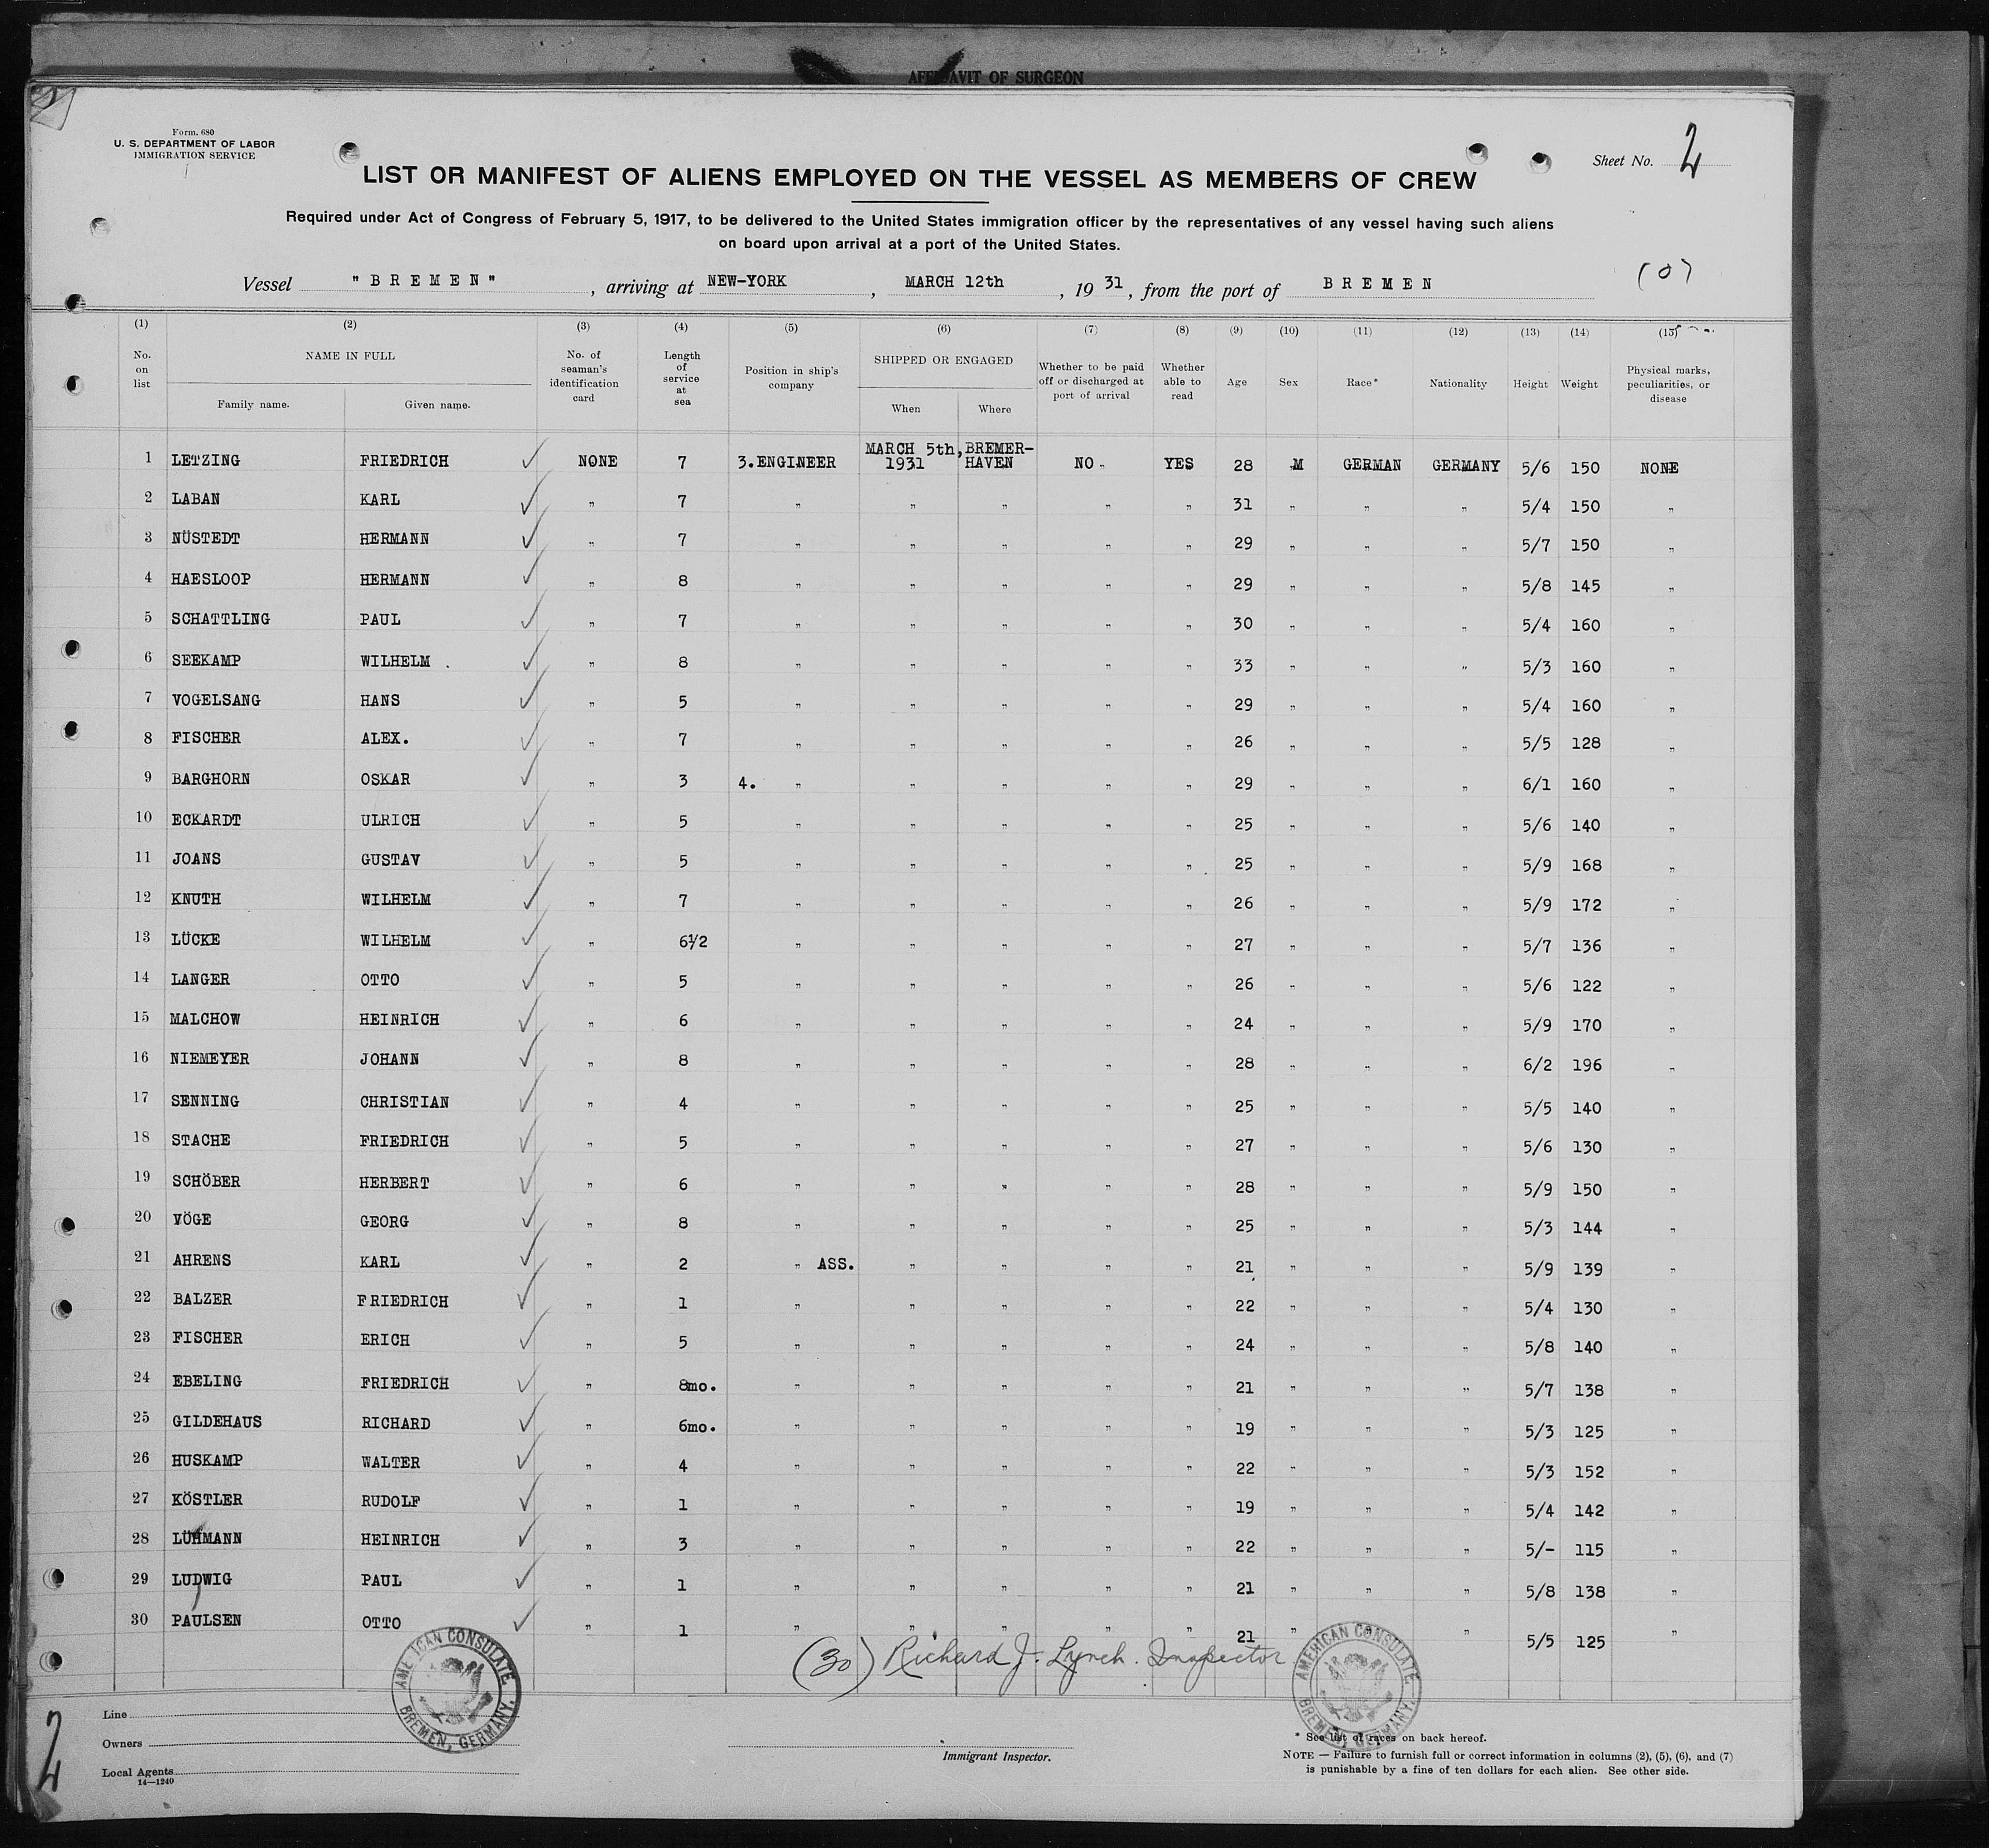 AFFIDAVIT OF SURGEON
Form. 680
U. S. DEPARTMENT OF LABOR
IMMIGRATION SERVICE
Sheet No. 2
LIST OR MANIFEST OF ALIENS EMPLOYED ON THE VESSEL AS MEMBERS OF CREW
Required under Act of Congress of February 5, 1917, to be delivered to the United States immigration officer by the representatives of any vessel having such aliens
on board upon arrival at a port of the United States.
Vessel "BREMEN", arriving at NEW-YORK, MARCH 12th, 1931, from the port of BREMEN
(0)
(1) (2) (3) (4) (5) (6) (7) (8) (9) (10) (11) (12) (13) (14) (15)
No. on list
NAME IN FULL
Family name. Given name.
No. of seaman's identification card
Length of service at sea
Position in ship's company
SHIPPED OR ENGAGED
When Where
Whether to be paid off or discharged at port of arrival
Whether able to read
Age
Sex
Race*
Nationality
Height
Weight
Physical marks, peculiarities, or disease
1 LETZING FRIEDRICH ✓ NONE 7 3.ENGINEER MARCH 5th, 1931 BREMER-HAVEN NO YES 28 M GERMAN GERMANY 5/6 150 NONE
2 LABAN KARL ✓ " 7 " " " " " 31 " " " 5/4 150 "
3 NÜSTEDT HERMANN ✓ " 7 " " " " " 29 " " " 5/7 150 "
4 HAESLOOP HERMANN ✓ " 8 " " " " " 29 " " " 5/8 145 "
5 SCHATTLING PAUL ✓ " 7 " " " " " 30 " " " 5/4 160 "
6 SEEKAMP WILHELM ✓ " 8 " " " " " 33 " " " 5/3 160 "
7 VOGELSANG HANS ✓ " 5 " " " " " 29 " " " 5/4 160 "
8 FISCHER ALEX. ✓ " 7 " " " " " 26 " " " 5/5 128 "
9 BARGHORN OSKAR ✓ " 3 4. " " " " " 29 " " " 6/1 160 "
10 ECKARDT ULRICH ✓ " 5 " " " " " 25 " " " 5/6 140 "
11 JOANS GUSTAV ✓ " 5 " " " " " 25 " " " 5/9 168 "
12 KNUTH WILHELM ✓ " 7 " " " " " 26 " " " 5/9 172 "
13 LÜCKE WILHELM ✓ " 6½ " " " " " 27 " " " 5/7 136 "
14 LANGER OTTO ✓ " 5 " " " " " 26 " " " 5/6 122 "
15 MALCHOW HEINRICH ✓ " 6 " " " " " 24 " " " 5/9 170 "
16 NIEMEYER JOHANN ✓ " 8 " " " " " 28 " " " 6/2 196 "
17 SENNING CHRISTIAN ✓ " 4 " " " " " 25 " " " 5/5 140 "
18 STACHE FRIEDRICH ✓ " 5 " " " " " 27 " " " 5/6 130 "
19 SCHÖBER HERBERT ✓ " 6 " " " " " 28 " " " 5/9 150 "
20 VÖGE GEORG ✓ " 8 " " " " " 25 " " " 5/3 144 "
21 AHRENS KARL ✓ " 2 " ASS. " " " " 21 " " " 5/9 139 "
22 BALZER FRIEDRICH ✓ " 1 " " " " " 22 " " " 5/4 130 "
23 FISCHER ERICH ✓ " 5 " " " " " 24 " " " 5/8 140 "
24 EBELING FRIEDRICH ✓ " 8mo. " " " " " 21 " " " 5/7 138 "
25 GILDEHAUS RICHARD ✓ " 6mo. " " " " " 19 " " " 5/3 125 "
26 HUSKAMP WALTER ✓ " 4 " " " " " 22 " " " 5/3 152 "
27 KÖSTLER RUDOLF ✓ " 1 " " " " " 19 " " " 5/4 142 "
28 LÜHMANN HEINRICH ✓ " 3 " " " " " 22 " " " 5/- 115 "
29 LUDWIG PAUL ✓ " 1 " " " " " 21 " " " 5/8 138 "
30 PAULSEN OTTO ✓ " 1 " " " " " 21 " " " 5/5 125 "
(30) Richard J. Lynch. Inspector
AMERICAN CONSULATE BREMEN, GERMANY.
AMERICAN CONSULATE BREMEN, GERMANY.
2
Line
Owners
Local Agents
14—1240
Immigrant Inspector.
* See list of races on back hereof.
NOTE — Failure to furnish full or correct information in columns (2), (5), (6), and (7)
is punishable by a fine of ten dollars for each alien. See other side.